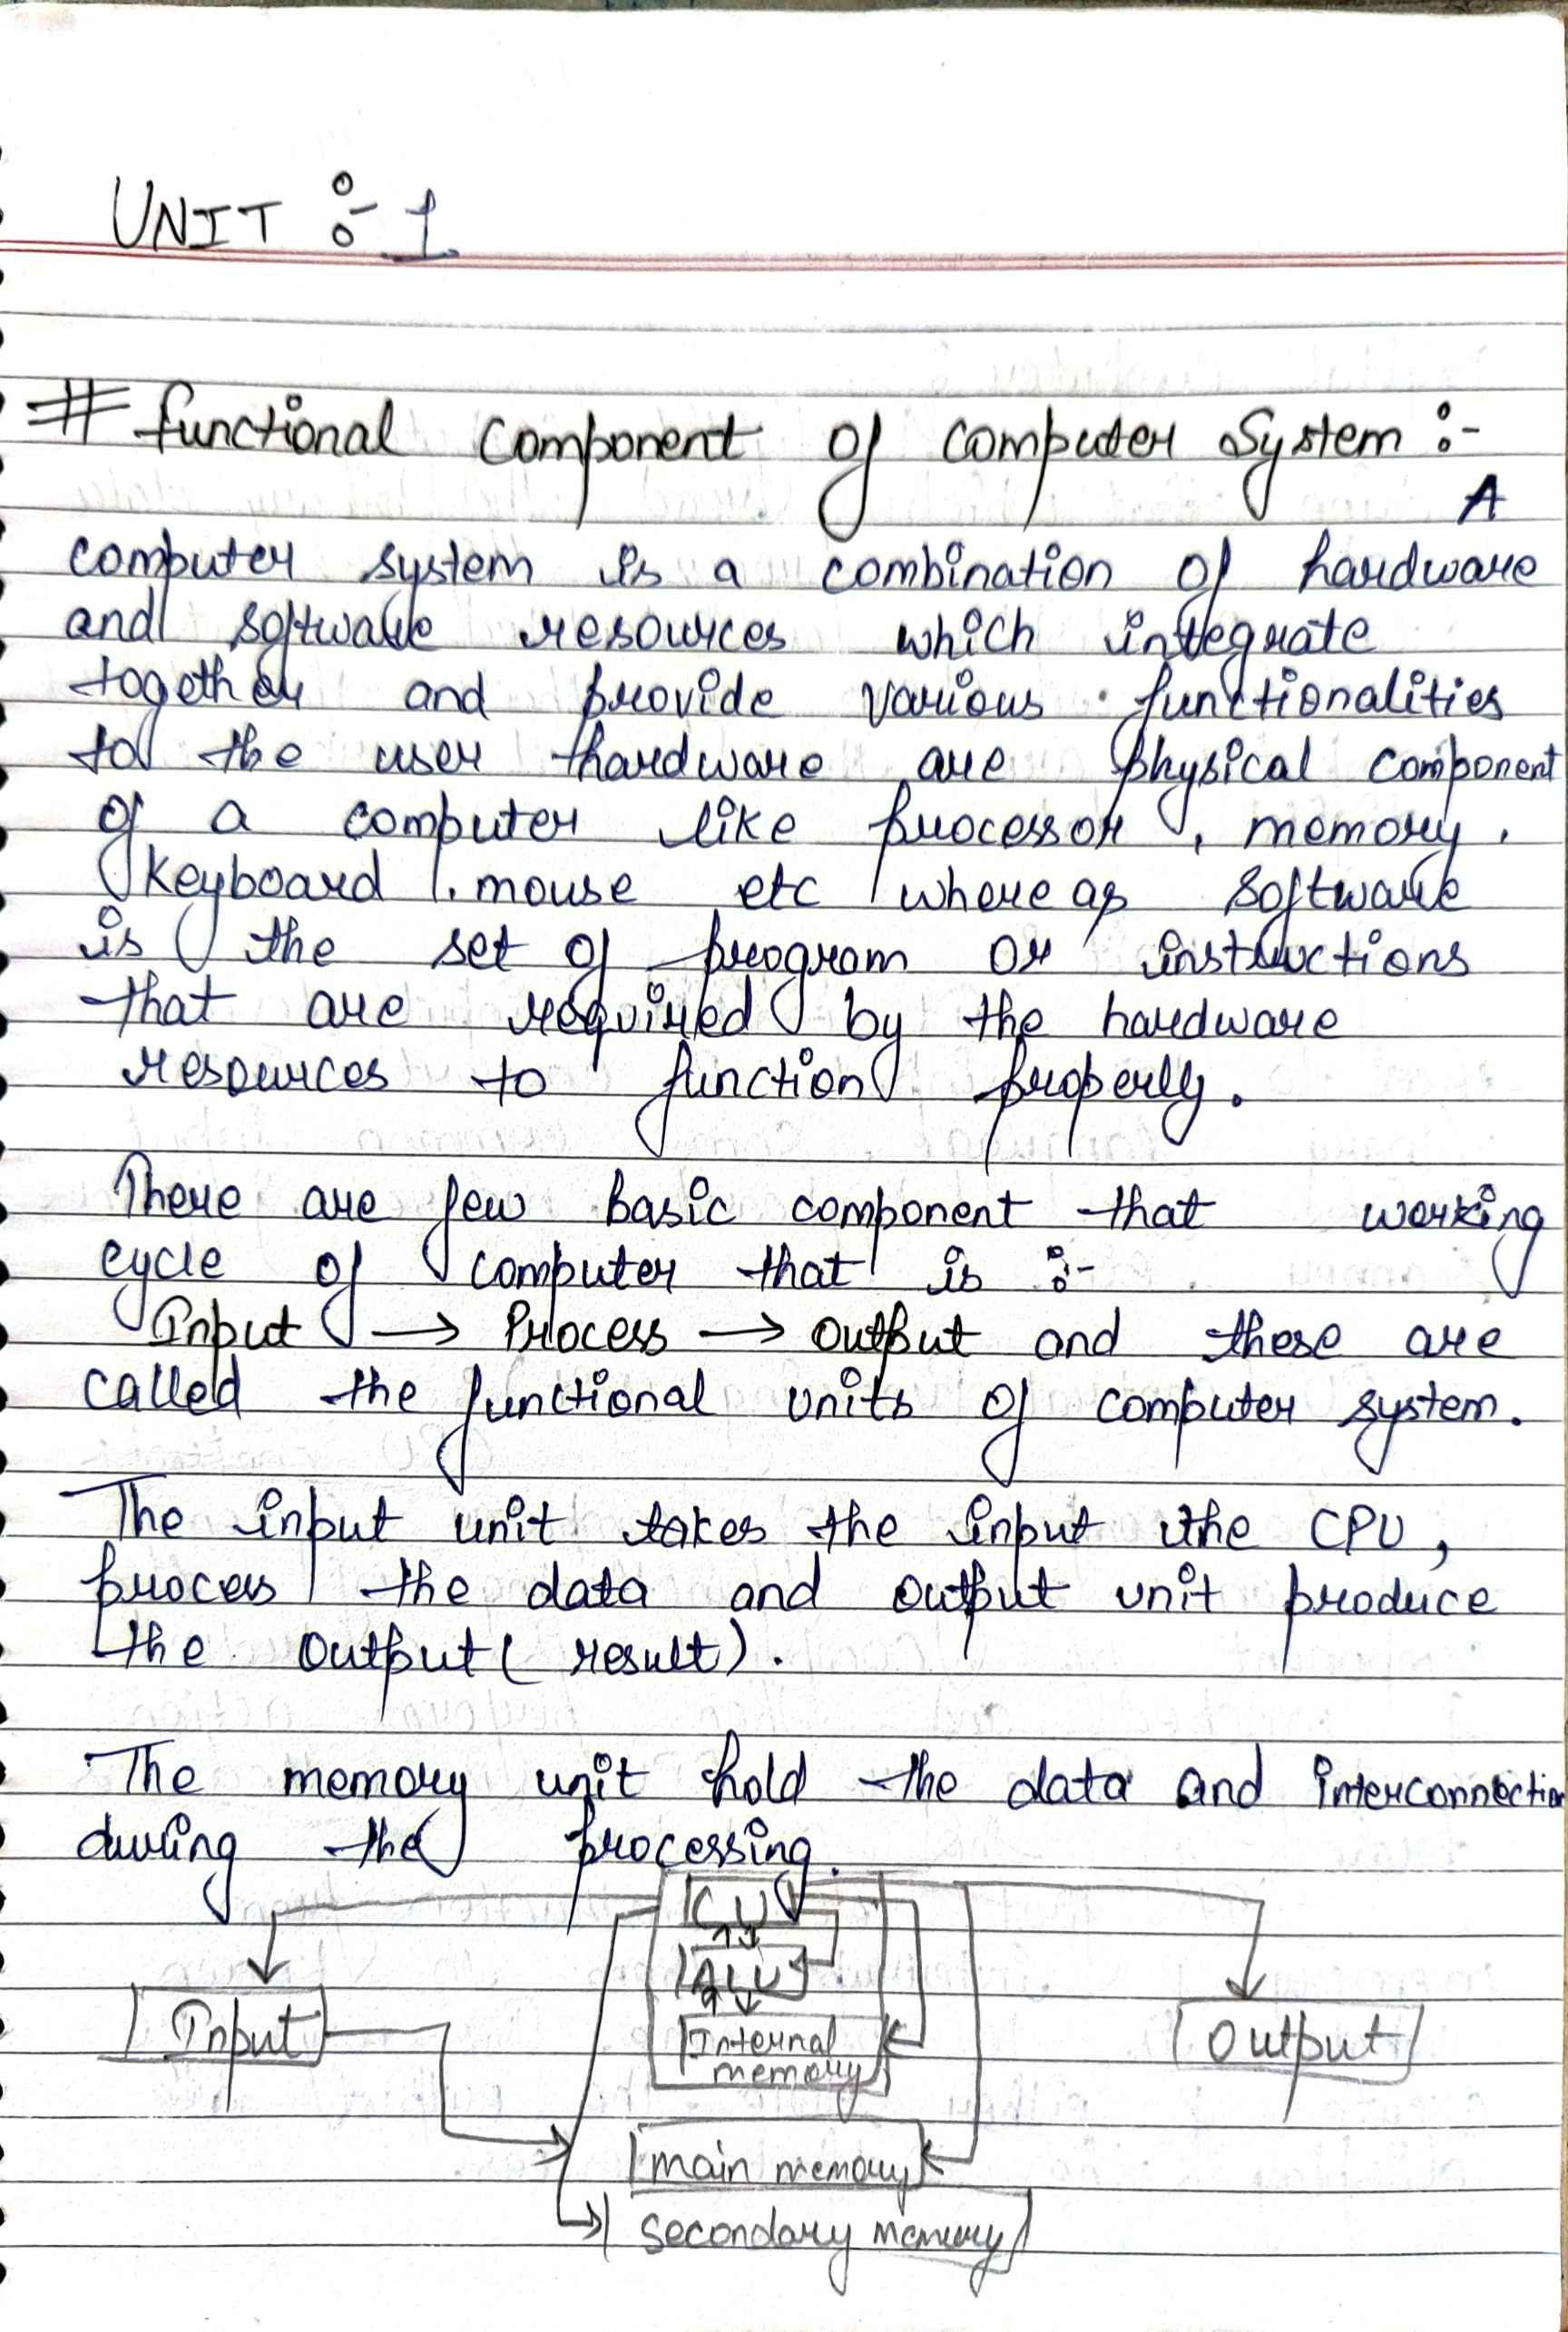 UNIT :- 1
# functional component of computer System :-
A
computer system is a combination of hardware
and software resources which integrate
together and provide various functionalities
to the user thardware are physical component
of a computer like processor, memory,
keyboard, mouse etc where as software
is the set of program or instructions
that are required by the hardware
resources to function properly.
There are few basic component that working
cycle of computer that is :-
Input → Process → output and these are
called the functional units of computer system.
The input unit takes the input the CPU,
process the data and output unit produce
the output ( result).
The memory unit hold the data and interconnection
during the processing.
CU
ALU
Input
Internal
memory
output
main memory
secondary memory